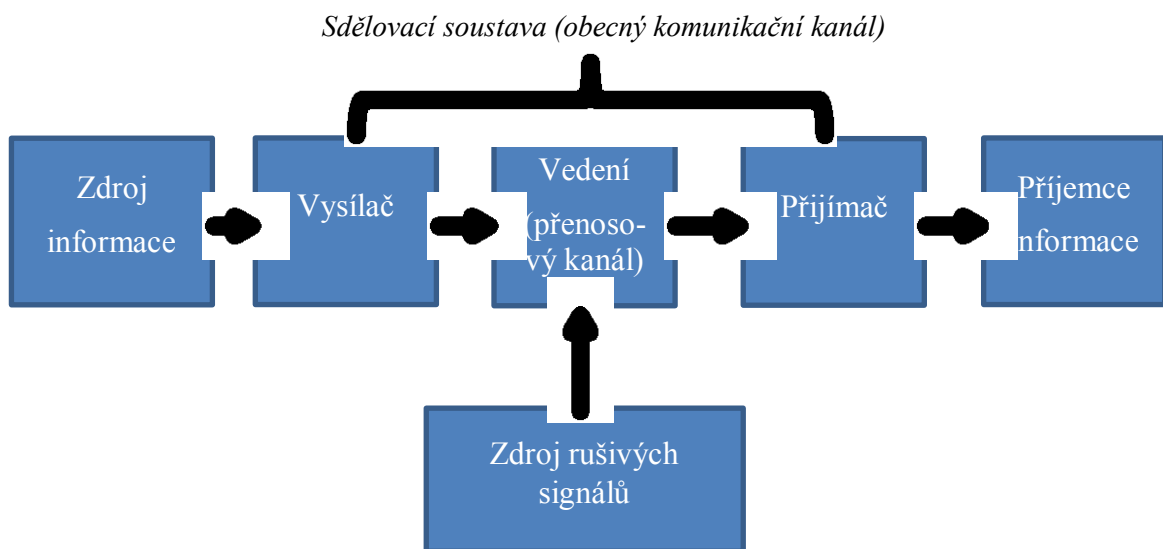 Sdělovací soustava (obecný komunikační kanál)
Zdroj
informace
Vysílač
Vedení
(přenoso-
vý kanál)
Přijímač
Příjemce
informace
Zdroj rušivých
signálů